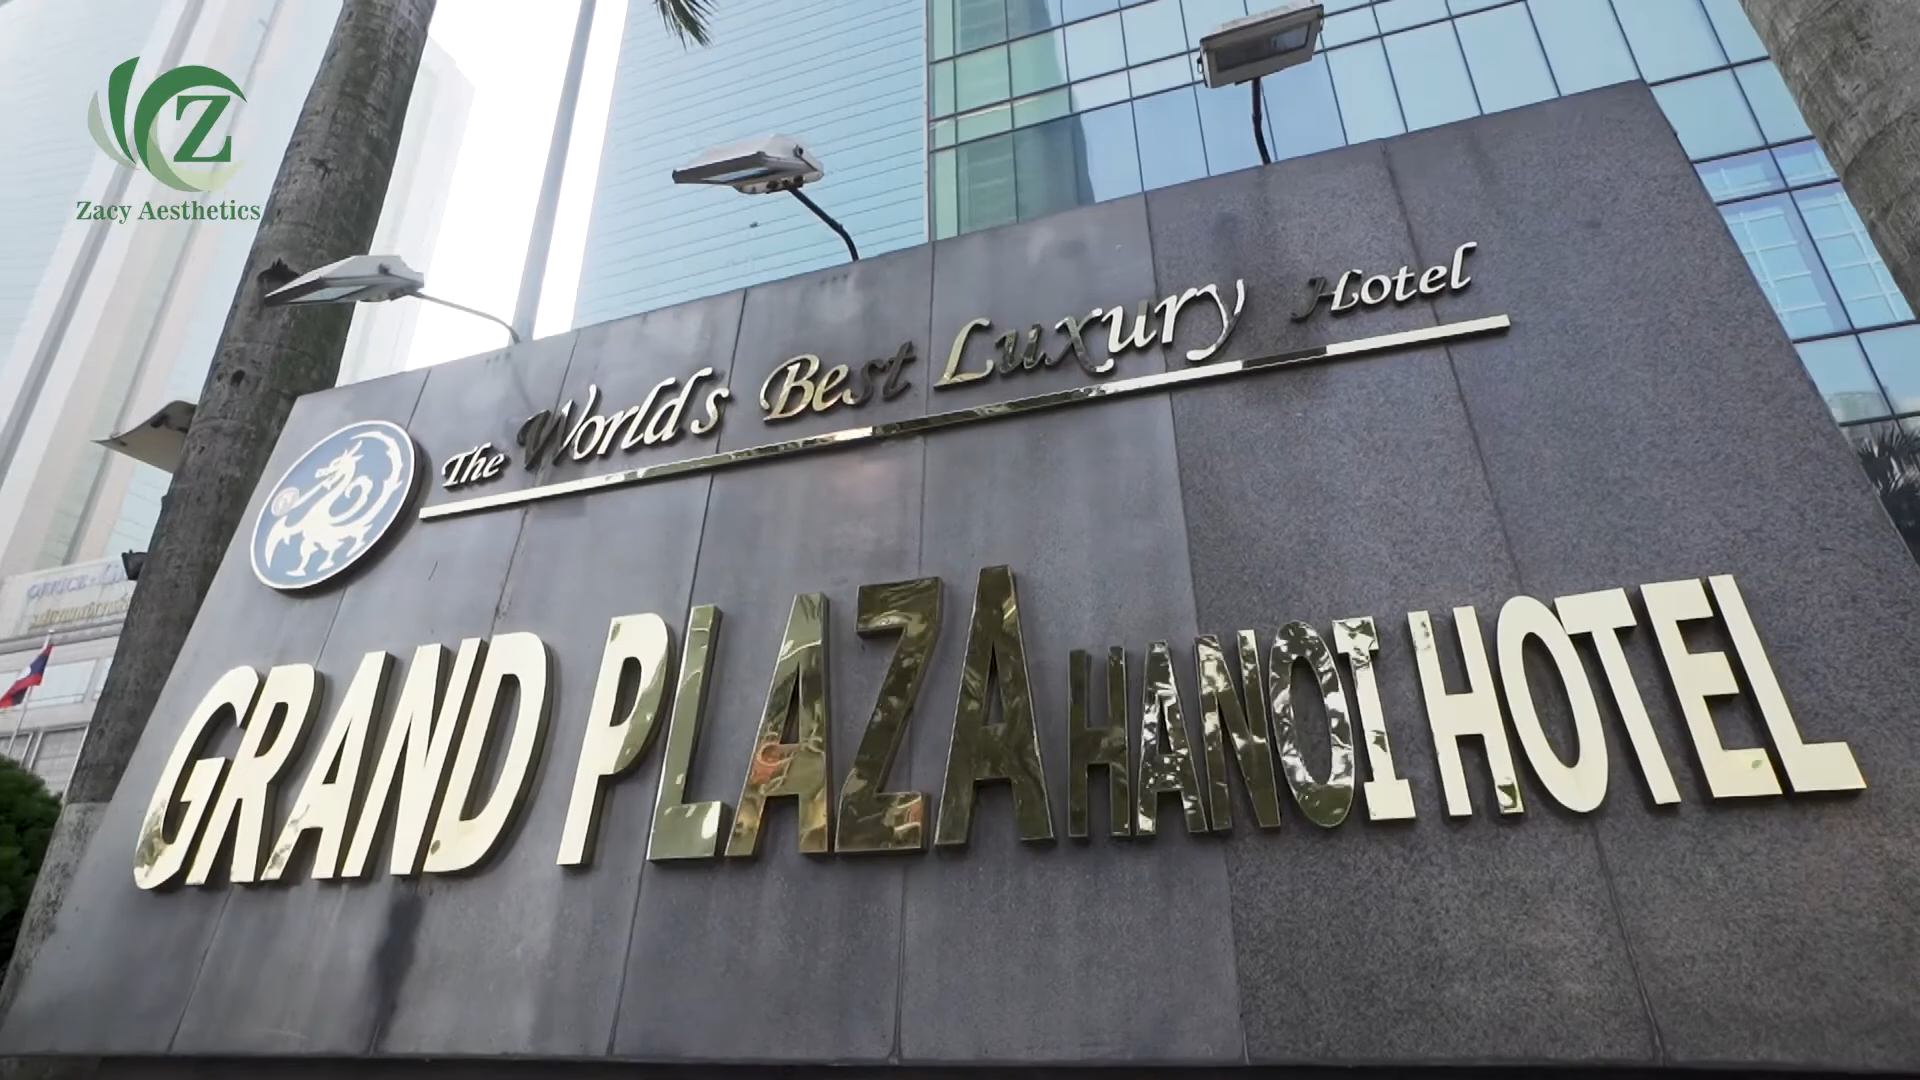 Z
Zacy Aesthetics
The World's Best Luxury Hotel
GRAND PLAZA HANOI HOTEL